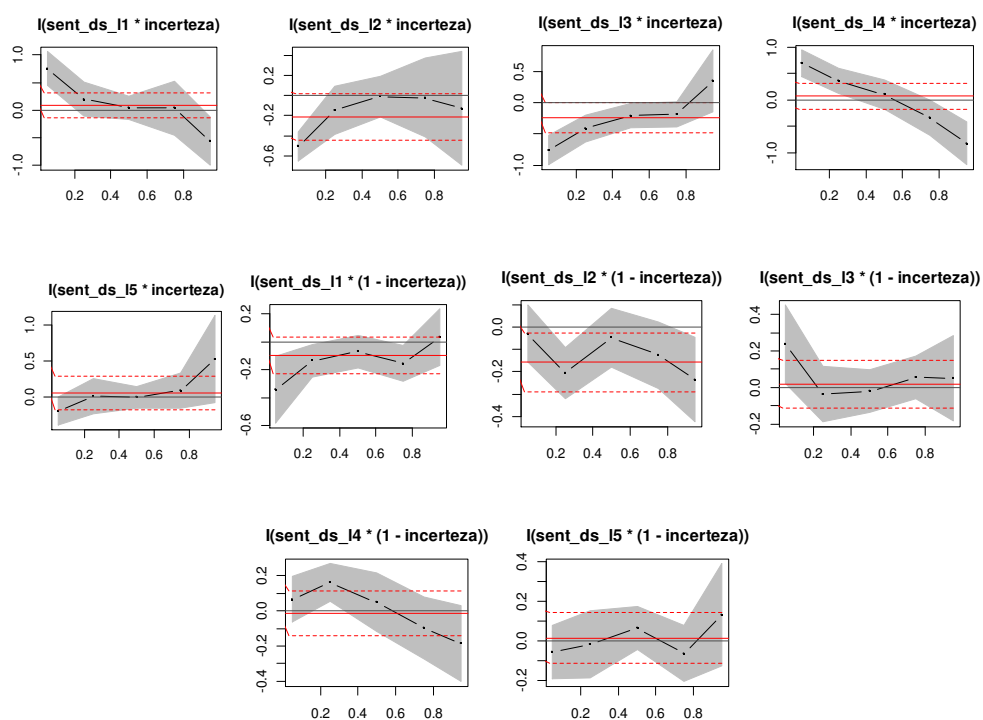 I(sent_ds_l1 * incerteza)
I(sent_ds_l2 * incerteza)
I(sent_ds_l3 * incerteza)
I(sent_ds_l4 * incerteza)
1.0
0.0
-1.0
0.2 0.4 0.6 0.8
0.2
-0.2
-0.6
0.2 0.4 0.6 0.8
0.5
0.0
-1.0
0.2 0.4 0.6 0.8
1.0
0.0
-1.0
0.2 0.4 0.6 0.8
I(sent_ds_l5 * incerteza)
I(sent_ds_l1 * (1 - incerteza))
I(sent_ds_l2 * (1 - incerteza))
I(sent_ds_l3 * (1 - incerteza))
1.0
0.5
0.0
0.2 0.4 0.6 0.8
0.2
-0.2
-0.6
0.2 0.4 0.6 0.8
0.0
-0.2
-0.4
0.2 0.4 0.6 0.8
0.4
0.2
0.0
-0.2
0.2 0.4 0.6 0.8
I(sent_ds_l4 * (1 - incerteza))
I(sent_ds_l5 * (1 - incerteza))
0.2
0.0
-0.2
-0.4
0.2 0.4 0.6 0.8
0.4
0.2
0.0
-0.2
0.2 0.4 0.6 0.8